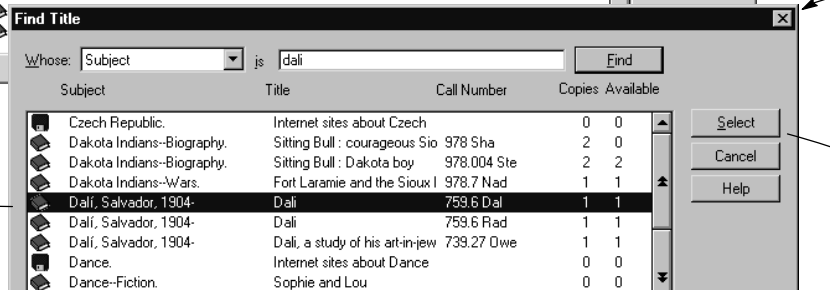 Find Title
Whose: Subject is dali Find
Subject Title Call Number Copies Available
Czech Republic. Internet sites about Czech 0 0
Dakota Indians--Biography. Sitting Bull : courageous Sio 978 Sha 2 0
Dakota Indians--Biography. Sitting Bull : Dakota boy 978.004 Ste 2 2
Dakota Indians--Wars. Fort Laramie and the Sioux I 978.7 Nad 1 1
Dalí, Salvador, 1904- Dali 759.6 Dal 1 1
Dalí, Salvador, 1904- Dali 759.6 Rad 1 1
Dalí, Salvador, 1904- Dali, a study of his art-in-jew 739.27 Owe 1 1
Dance. Internet sites about Dance 0 0
Dance--Fiction. Sophie and Lou 0 0
Select
Cancel
Help